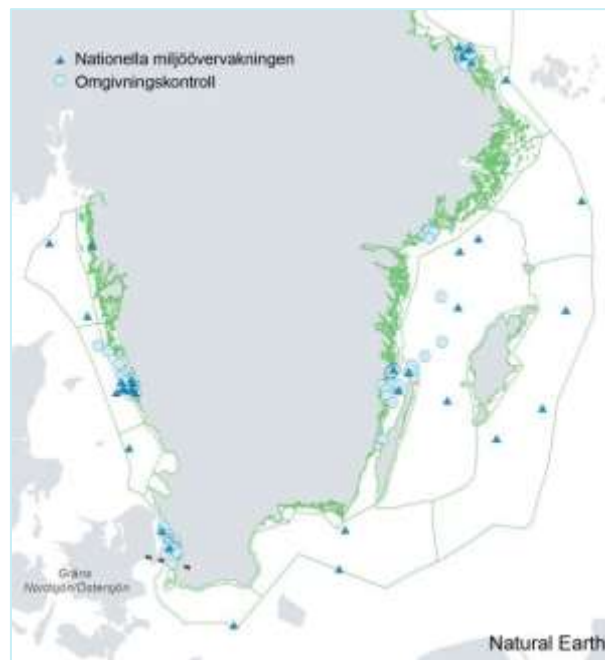 Nationella miljöövervakningen
Omgivningskontroll
Gräns
Nordsjön/Östersjön
Natural Earth